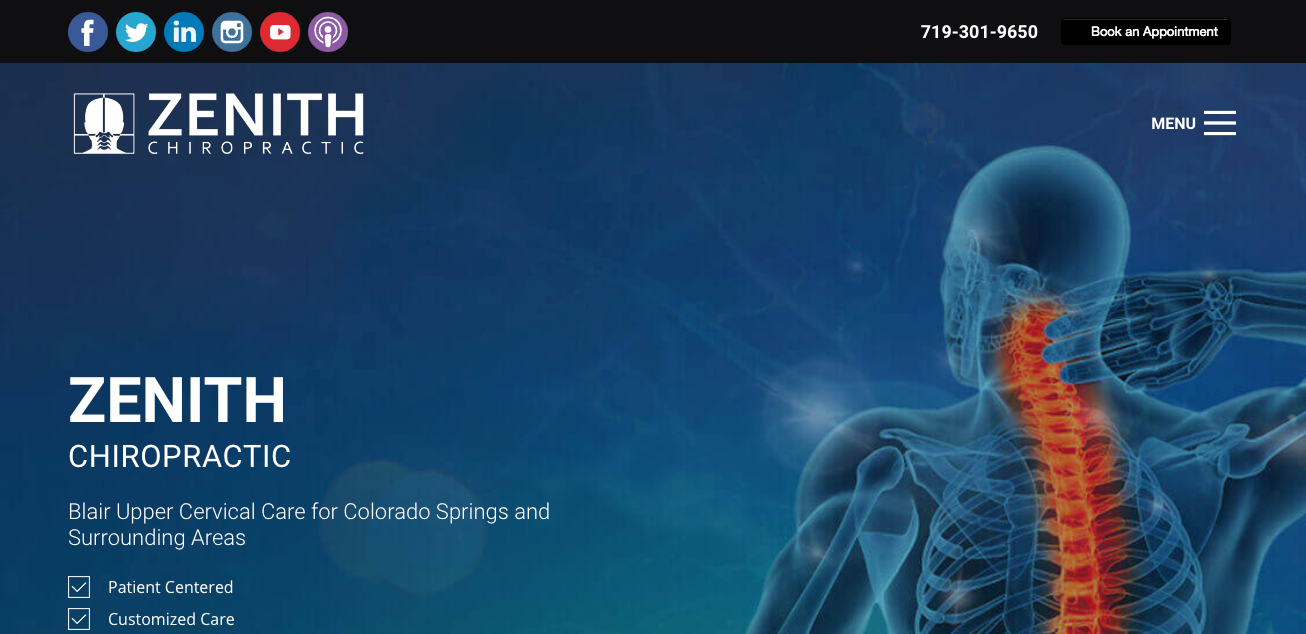 719-301-9650
Book an Appointment
ZENITH
CHIROPRACTIC
MENU
ZENITH
CHIROPRACTIC
Blair Upper Cervical Care for Colorado Springs and
Surrounding Areas
Patient Centered
Customized Care